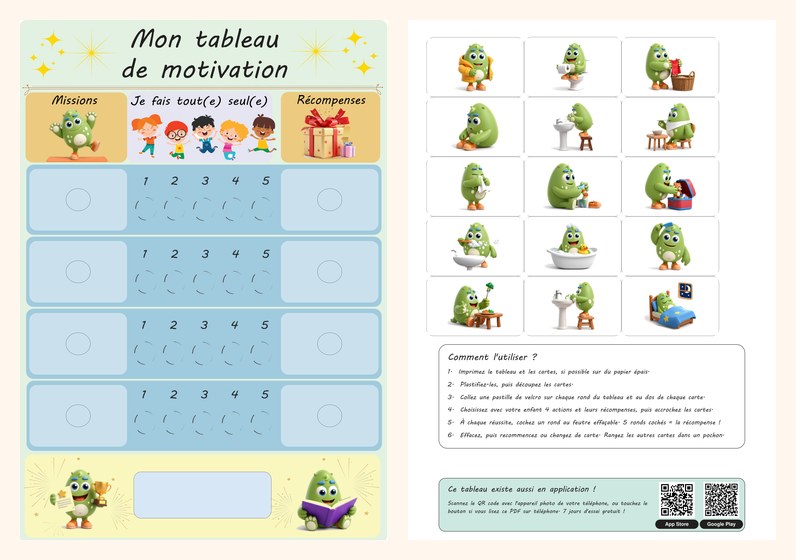 Mon tableau
de motivation
Missions
Je fais tout(e) seul(e)
Récompenses
1 2 3 4 5
1 2 3 4 5
1 2 3 4 5
1 2 3 4 5
Comment l'utiliser ?
1- Imprimez le tableau et les cartes, si possible sur du papier épais.
2- Plastifiez-les, puis découpez les cartes.
3- Collez une pastille de velcro sur chaque rond du tableau et au dos de chaque carte.
4- Choisissez avec votre enfant 4 actions et leurs récompenses, puis accrochez les cartes.
5- À chaque réussite, cochez un rond au feutre effaçable. 5 ronds cochés = la récompense !
6- Effacez, puis recommencez ou changez de carte. Rangez les autres cartes dans un pochon.
Ce tableau existe aussi en application !
Scannez le QR code avec l'appareil photo de votre téléphone, ou touchez le
bouton si vous lisez ce PDF sur téléphone. 7 jours d'essai gratuit !
App Store
Google Play